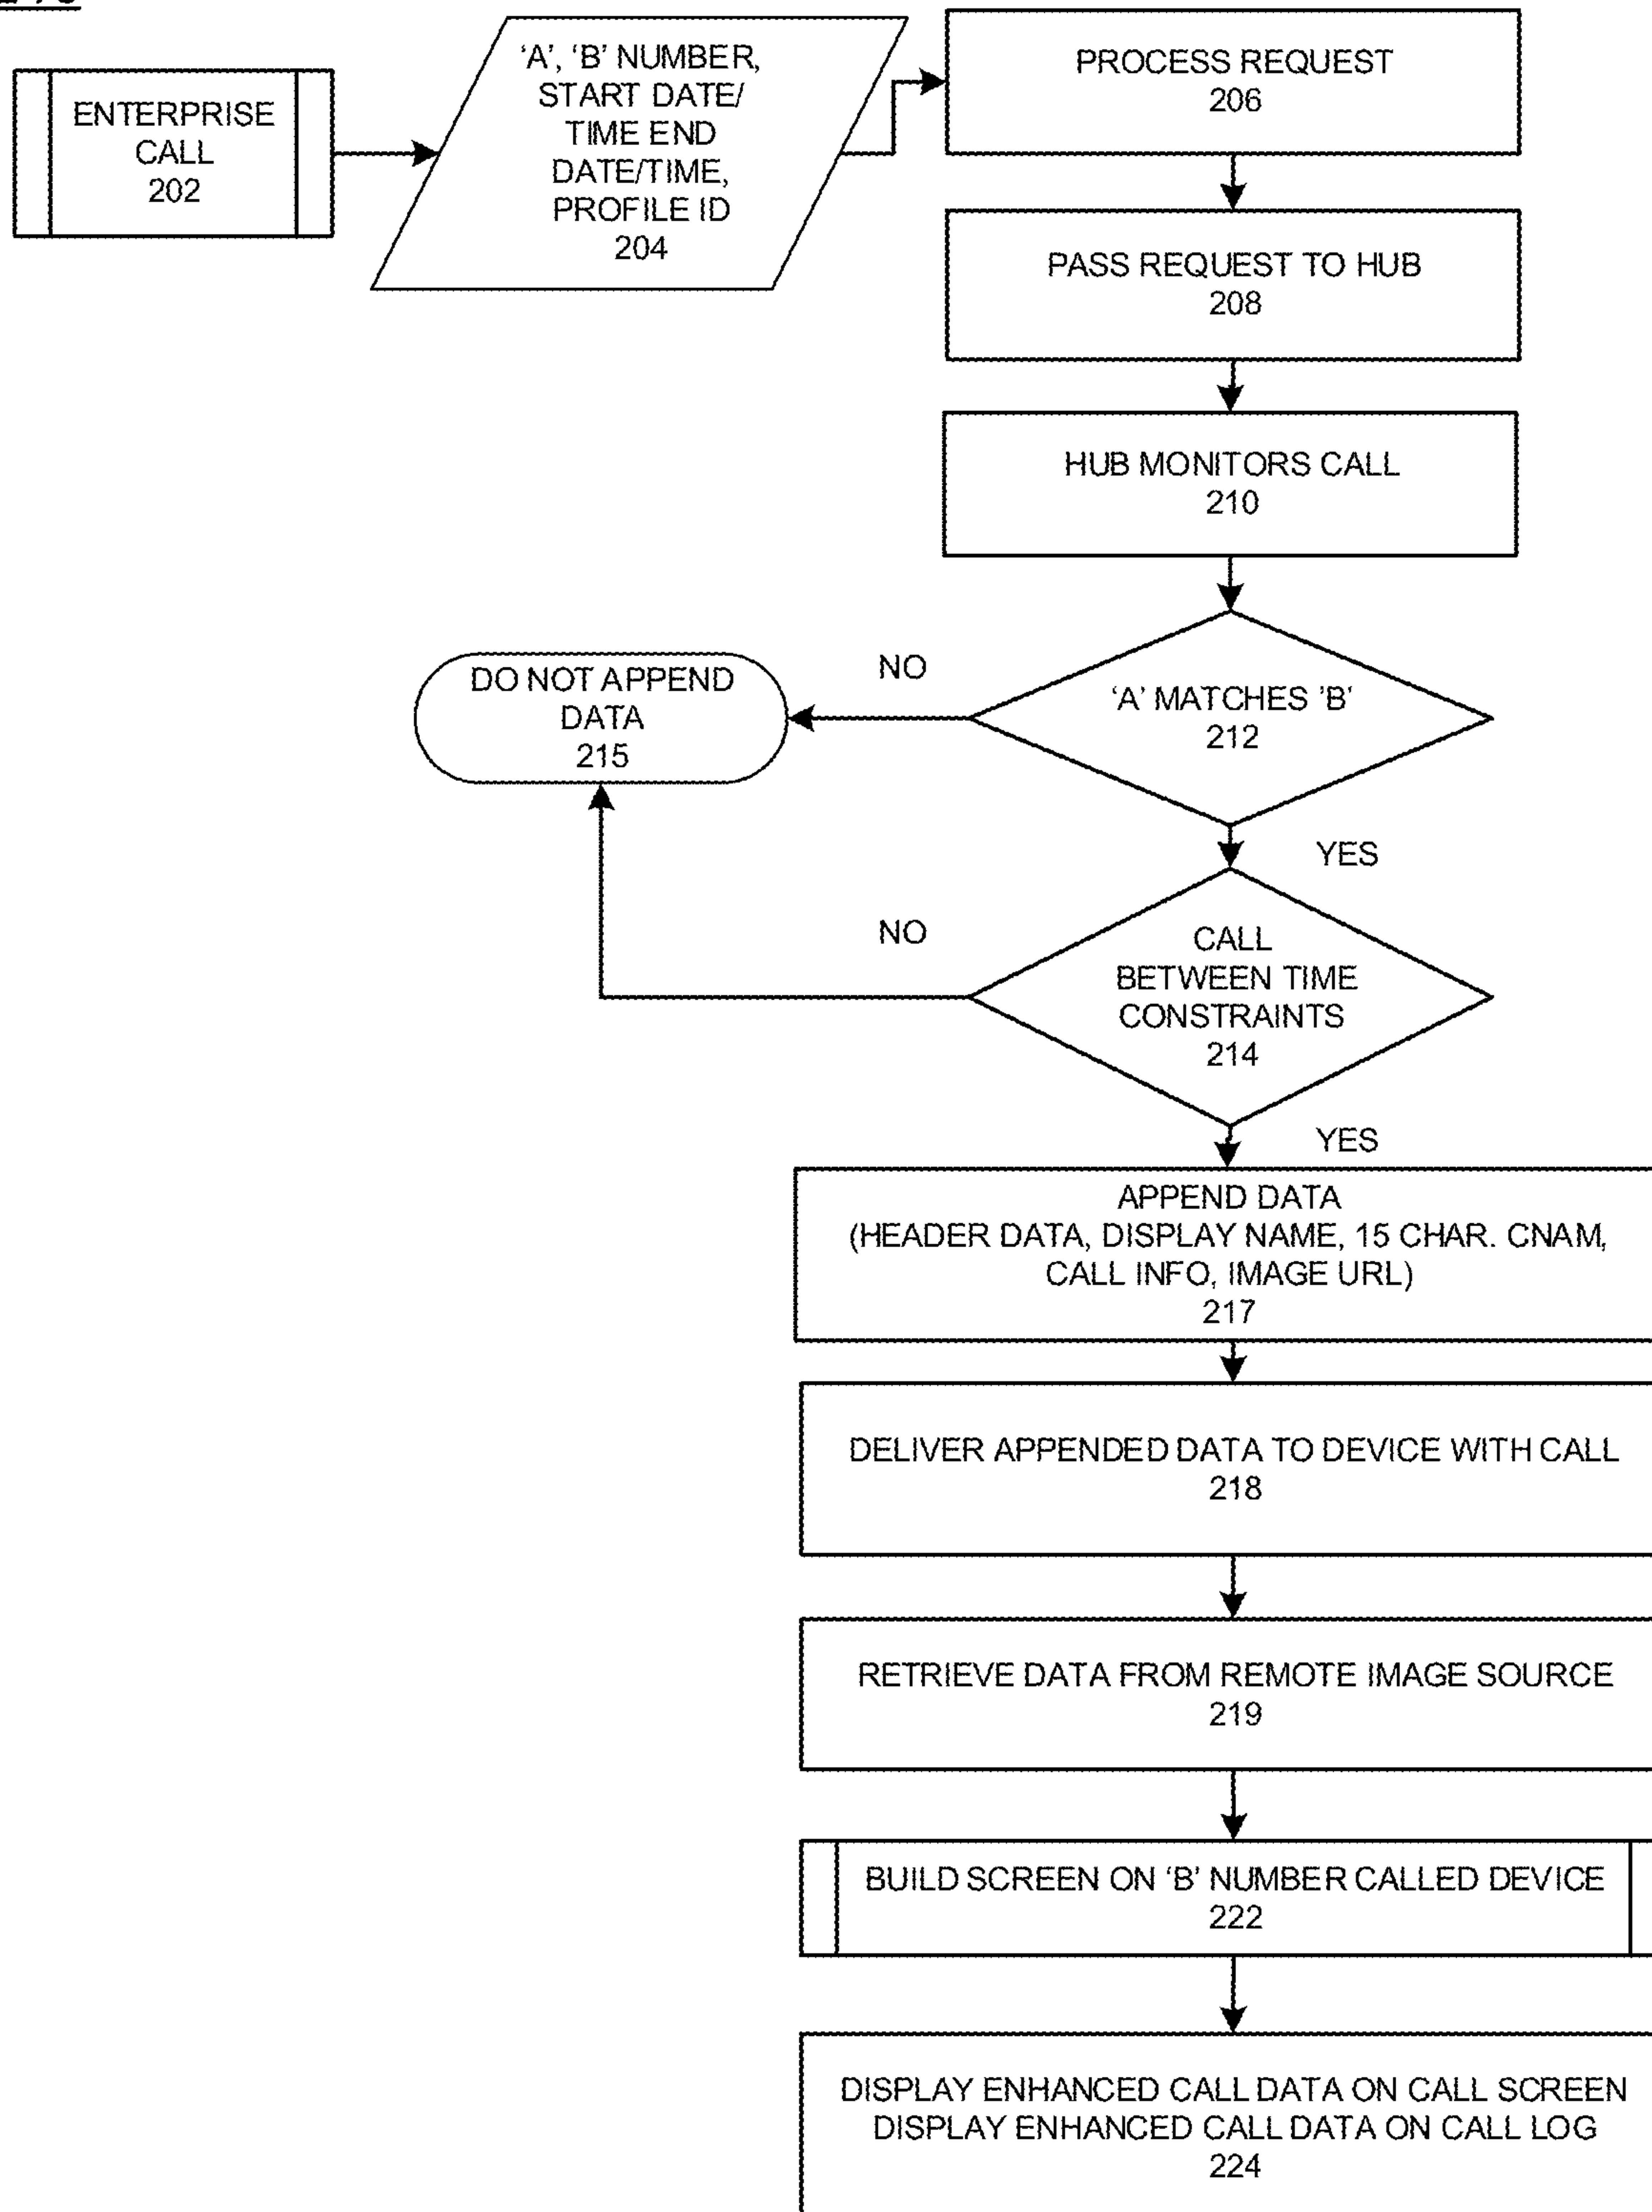 ENTERPRISE
CALL
202
‘A’, ‘B’ NUMBER,
START DATE/
TIME END
DATE/TIME,
PROFILE ID
204
PROCESS REQUEST
206
PASS REQUEST TO HUB
208
HUB MONITORS CALL
210
‘A’ MATCHES ’B’
212
NO
DO NOT APPEND
DATA
215
YES
CALL
BETWEEN TIME
CONSTRAINTS
214
NO
YES
APPEND DATA
(HEADER DATA, DISPLAY NAME, 15 CHAR. CNAM,
CALL INFO, IMAGE URL)
217
DELIVER APPENDED DATA TO DEVICE WITH CALL
218
RETRIEVE DATA FROM REMOTE IMAGE SOURCE
219
BUILD SCREEN ON ‘B’ NUMBER CALLED DEVICE
222
DISPLAY ENHANCED CALL DATA ON CALL SCREEN
DISPLAY ENHANCED CALL DATA ON CALL LOG
224